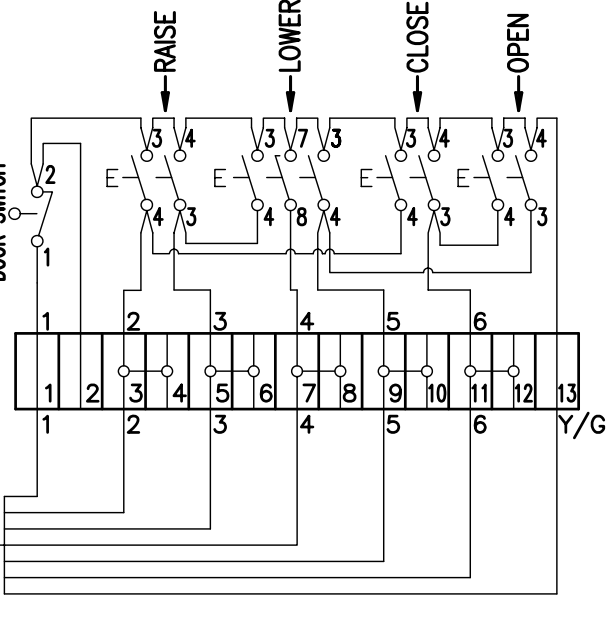 RAISE
LOWER
CLOSE
OPEN
3 4 3 7 3 3 4 3 4
2
E E E E
4 3 4 8 4 4 3 4 3
1
1 2 3 4 5 6
1 2 3 4 5 6 7 8 9 10 11 12 13
1 2 3 4 5 6 Y/G